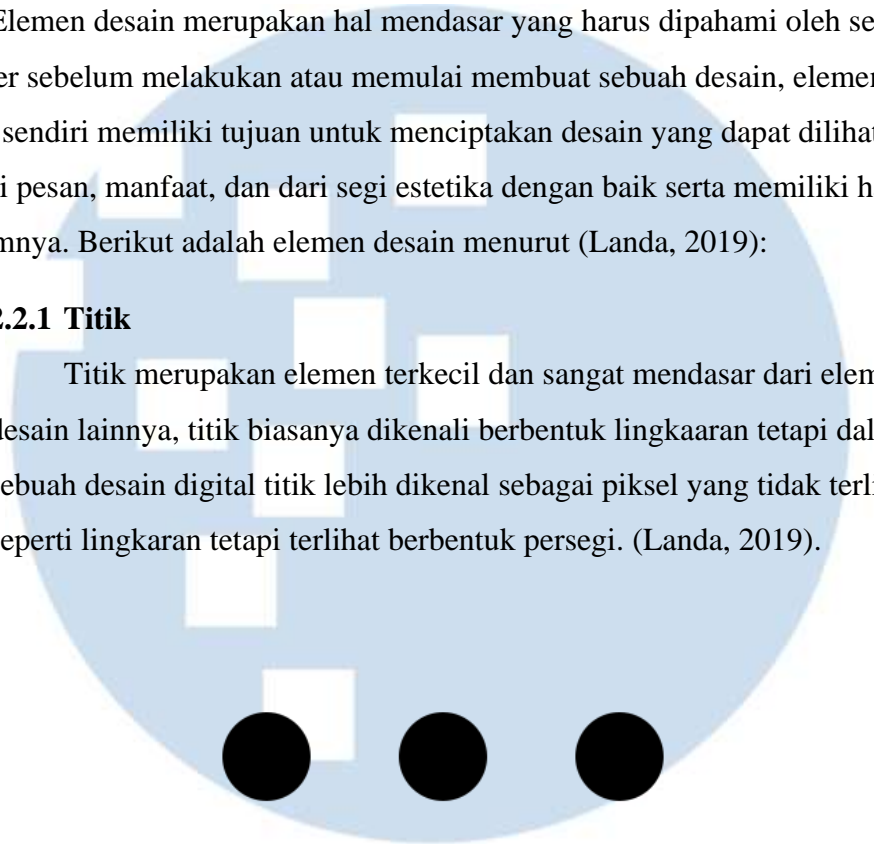 Elemen desain merupakan hal mendasar yang harus dipahami oleh se
er sebelum melakukan atau memulai membuat sebuah desain, elemen
sendiri memiliki tujuan untuk menciptakan desain yang dapat dilihat
i pesan, manfaat, dan dari segi estetika dengan baik serta memiliki h
mnya. Berikut adalah elemen desain menurut (Landa, 2019):
2.2.1 Titik
Titik merupakan elemen terkecil dan sangat mendasar dari elem
desain lainnya, titik biasanya dikenali berbentuk lingkaaran tetapi dal
sebuah desain digital titik lebih dikenal sebagai piksel yang tidak terli
seperti lingkaran tetapi terlihat berbentuk persegi. (Landa, 2019).